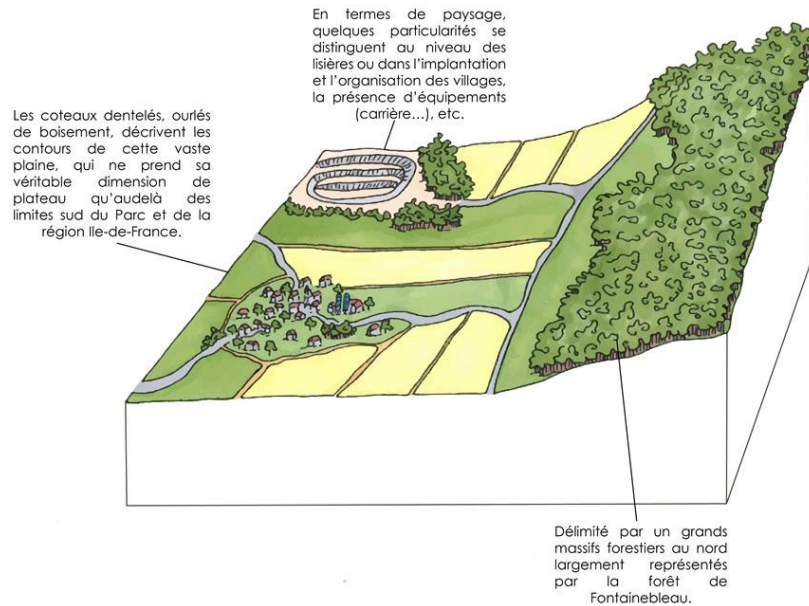 En termes de paysage,
quelques particularités se
distinguent au niveau des
lisières ou dans l'implantation
et l'organisation des villages,
la présence d'équipements
(carrière...), etc.
Les coteaux dentelés, ourlés
de boisement, décrivent les
contours de cette vaste
plaine, qui ne prend sa
véritable dimension de
plateau qu'audelà des
limites sud du Parc et de la
région Ile-de-France.
Délimité par un grands
massifs forestiers au nord
largement représentés
par la forêt de
Fontainebleau.